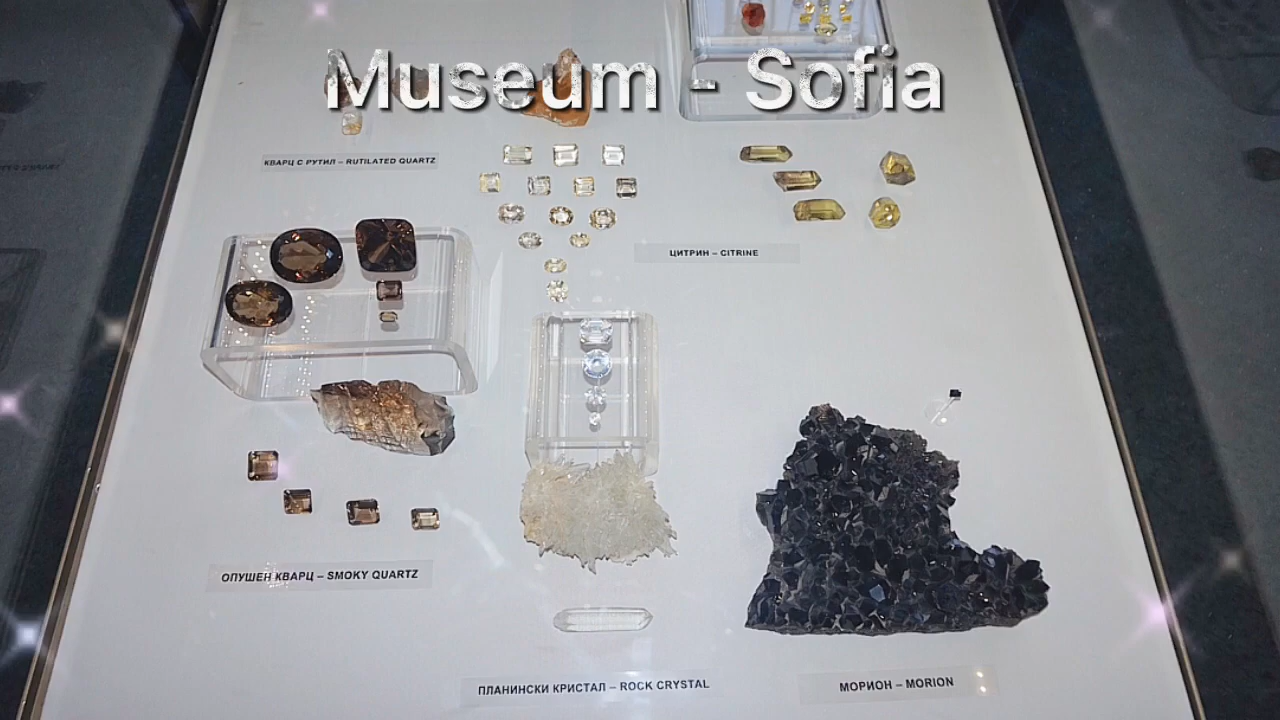 Museum - Sofia
КВАРЦ С РУТИЛ – RUTILATED QUARTZ
ЦИТРИН – CITRINE
ОПУШЕН КВАРЦ – SMOKY QUARTZ
ПЛАНИНСКИ КРИСТАЛ – ROCK CRYSTAL
МОРИОН – MORION